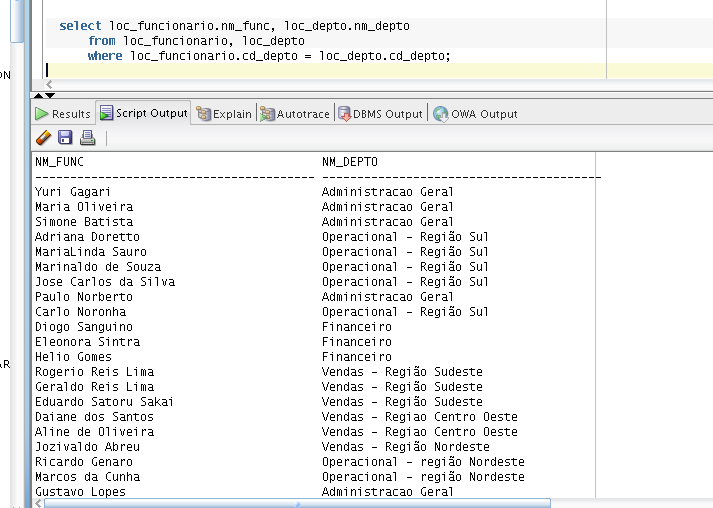 select loc_funcionario.nm_func, loc_depto.nm_depto
from loc_funcionario, loc_depto
where loc_funcionario.cd_depto = loc_depto.cd_depto;
ON
Results Script Output Explain Autotrace DBMS Output OWA Output
NM_FUNC NM_DEPTO
---------------------------------------- ----------------------------------------
Yuri Gagari Administracao Geral
Maria Oliveira Administracao Geral
Simone Batista Administracao Geral
Adriana Doretto Operacional - Região Sul
MariaLinda Sauro Operacional - Região Sul
Marinaldo de Souza Operacional - Região Sul
Jose Carlos da Silva Operacional - Região Sul
Paulo Norberto Administracao Geral
Carlo Noronha Operacional - Região Sul
Diogo Sanguino Financeiro
Eleonora Sintra Financeiro
Helio Gomes Financeiro
AR
Rogerio Reis Lima Vendas - Região Sudeste
Geraldo Reis Lima Vendas - Região Sudeste
Eduardo Satoru Sakai Vendas - Região Sudeste
Daiane dos Santos Vendas - Regiao Centro Oeste
Aline de Oliveira Vendas - Regiao Centro Oeste
Jozivaldo Abreu Vendas - Região Nordeste
Ricardo Genaro Operacional - região Nordeste
Marcos da Cunha Operacional - região Nordeste
Gustavo Lopes Administracao Geral